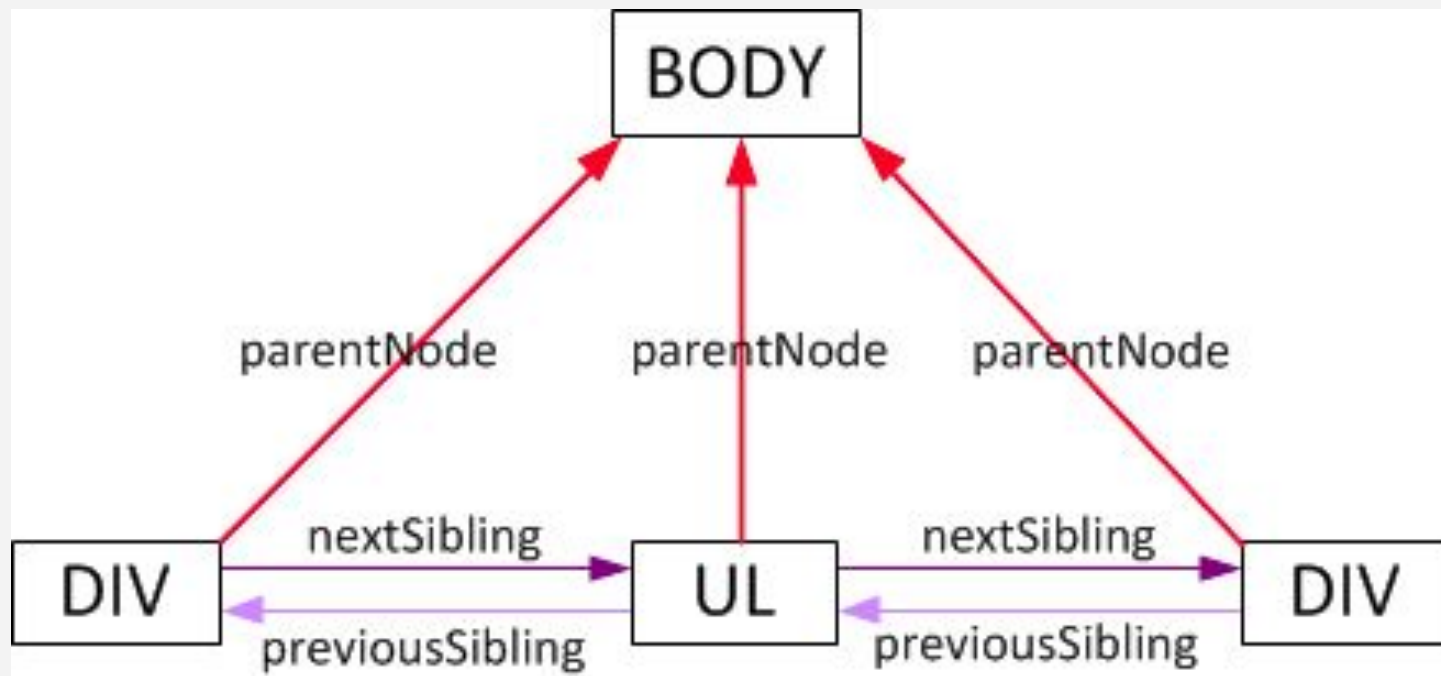 BODY
parentNode parentNode parentNode
nextSibling nextSibling
DIV UL DIV
previousSibling previousSibling